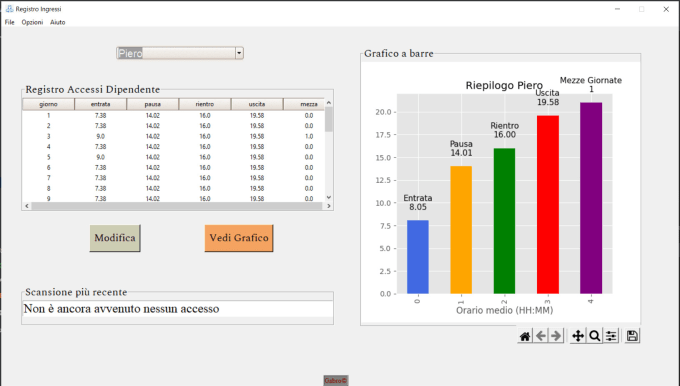 Registro Ingressi
File Opzioni Aiuto
Piero
Registro Accessi Dipendente
giorno entrata pausa rientro uscita mezza
1 7.38 14.02 16.0 19.58 0.0
2 7.38 14.02 16.0 19.58 0.0
3 9.0 14.02 16.0 19.58 1.0
4 7.38 14.02 16.0 19.58 0.0
5 9.0 14.02 16.0 19.58 0.0
6 7.38 14.02 16.0 19.58 0.0
7 7.38 14.02 16.0 19.58 0.0
8 7.38 14.02 16.0 19.58 0.0
9 7.38 14.02 16.0 19.58 0.0
Modifica Vedi Grafico
Scansione più recente
Non è ancora avvenuto nessun accesso
Grafico a barre
Riepilogo Piero
Mezze Giornate
1
Uscita
19.58
Rientro
16.00
Pausa
14.01
Entrata
8.05
20.0
17.5
15.0
12.5
10.0
7.5
5.0
2.5
0.0
0 1 2 3 4
Orario medio (HH:MM)